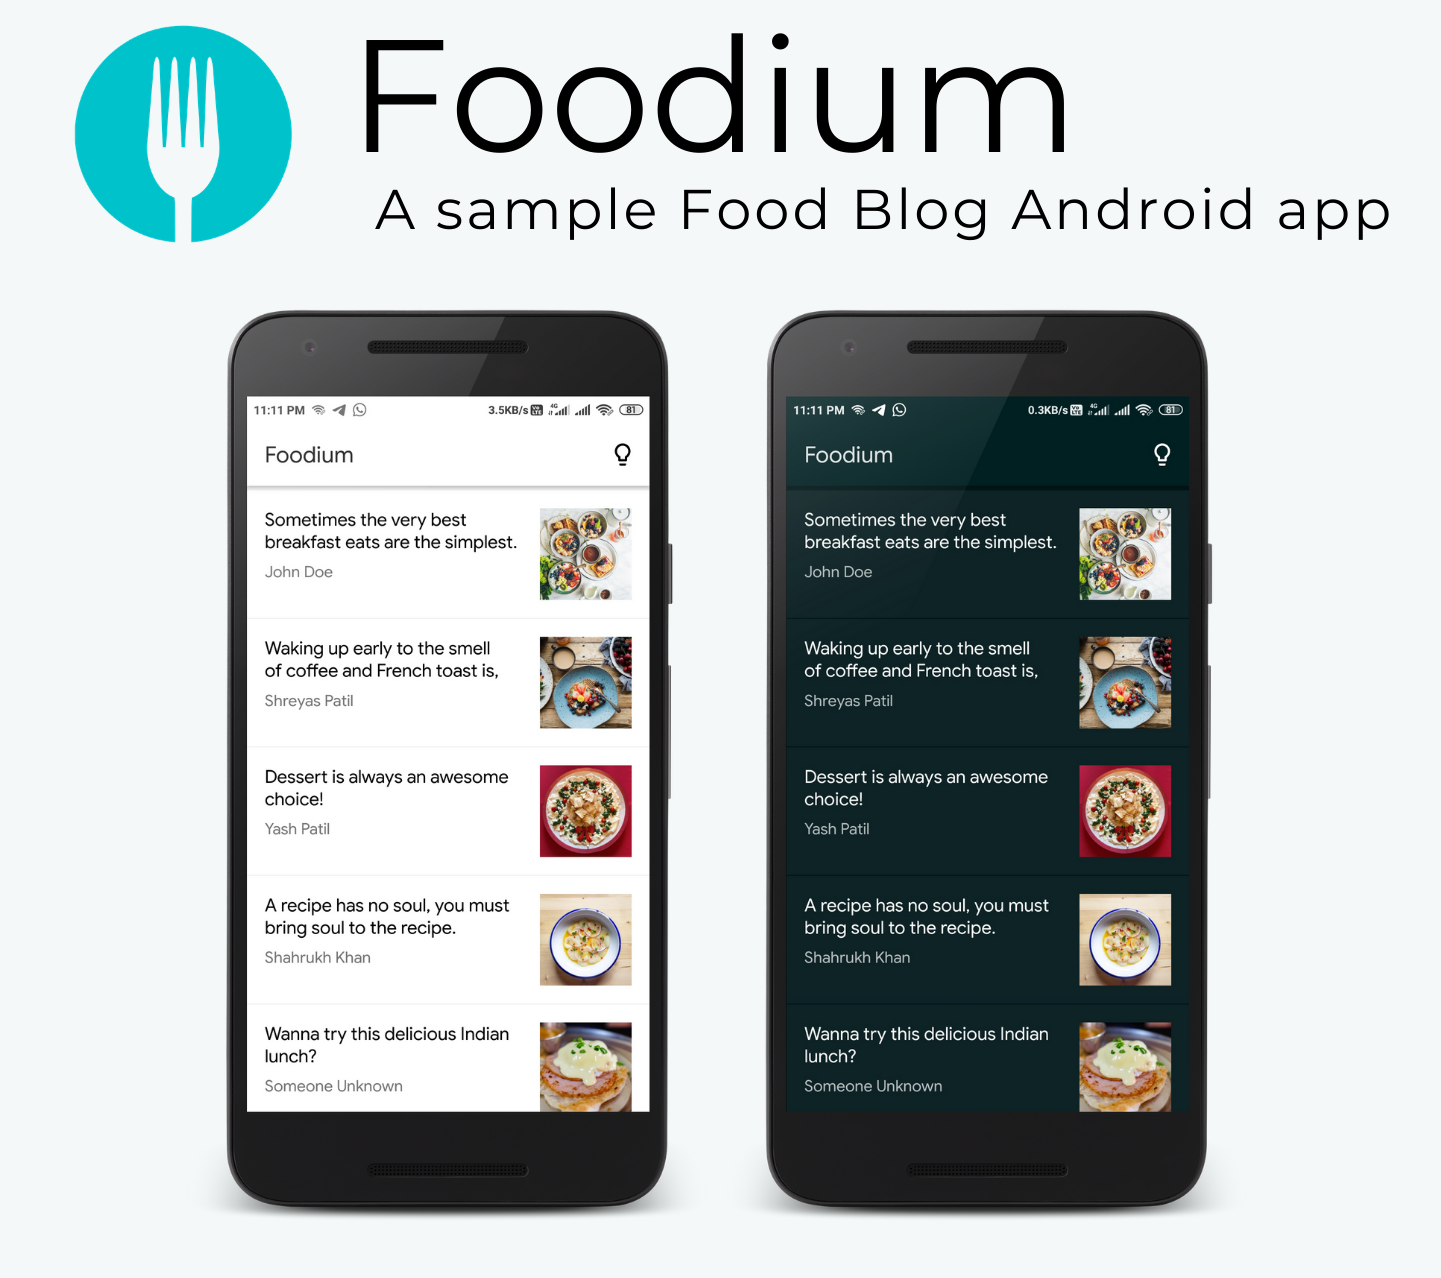 Foodium
A sample Food Blog Android app
11:11 PM 3.5KB/s 4G 81
Foodium
Sometimes the very best
breakfast eats are the simplest.
John Doe
Waking up early to the smell
of coffee and French toast is,
Shreyas Patil
Dessert is always an awesome
choice!
Yash Patil
A recipe has no soul, you must
bring soul to the recipe.
Shahrukh Khan
Wanna try this delicious Indian
lunch?
Someone Unknown
11:11 PM 0.3KB/s 4G 81
Foodium
Sometimes the very best
breakfast eats are the simplest.
John Doe
Waking up early to the smell
of coffee and French toast is,
Shreyas Patil
Dessert is always an awesome
choice!
Yash Patil
A recipe has no soul, you must
bring soul to the recipe.
Shahrukh Khan
Wanna try this delicious Indian
lunch?
Someone Unknown